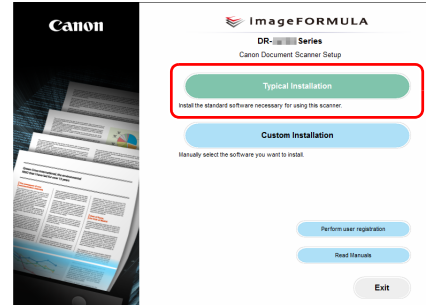 Canon
imageFORMULA
DR- Series
Canon Document Scanner Setup
Typical Installation
Install the standard software necessary for using this scanner.
Custom Installation
Manually select the software you want to install.
Perform user registration
Read Manuals
Exit